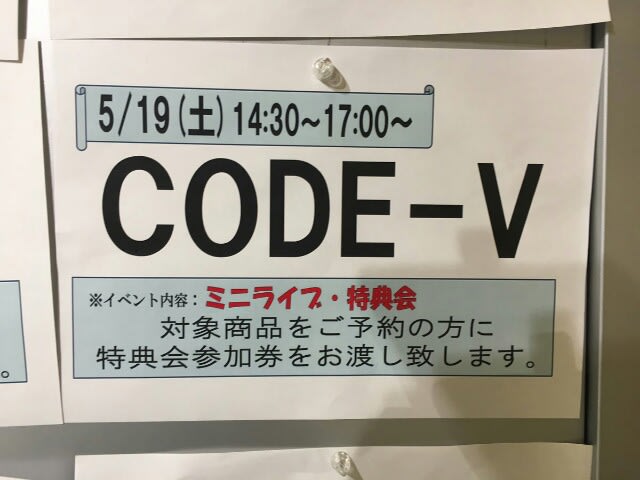 5/19(土)14:30~17:00~
CODE-V
※イベント内容：ミニライブ・特典会
対象商品をご予約の方に
特典会参加券をお渡し致します。
。